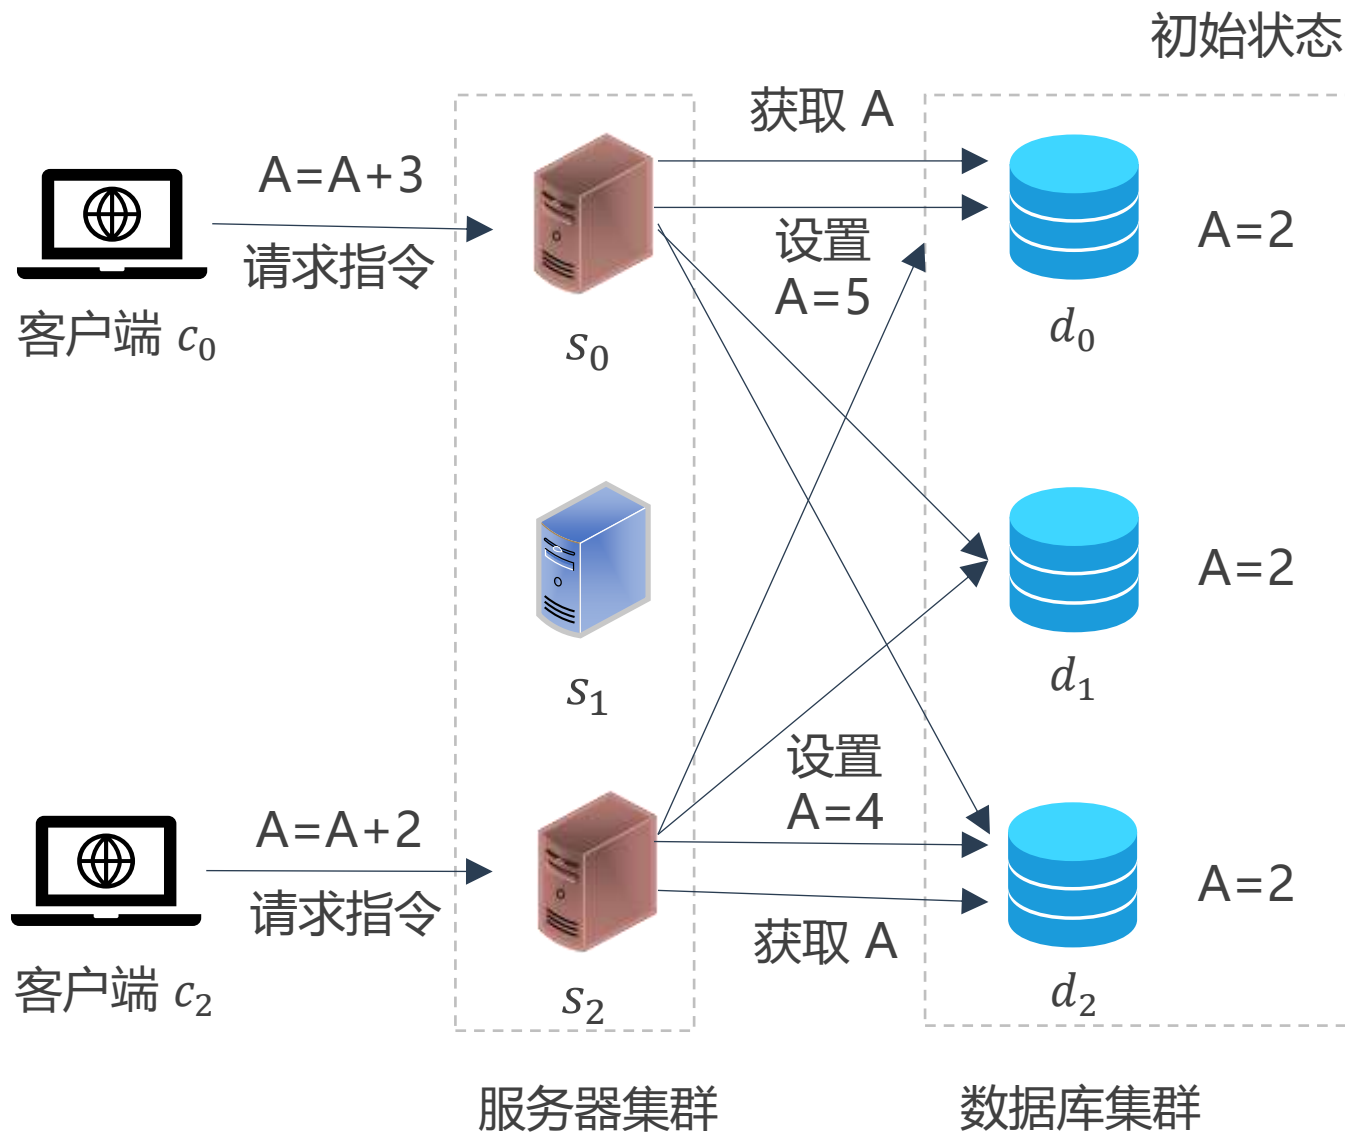 初始状态
获取 A
A=A+3
请求指令
设置
A=5
A=2
客户端 c₀
s₀
d₀
A=2
s₁
d₁
设置
A=4
A=A+2
请求指令
获取 A
A=2
客户端 c₂
s₂
d₂
服务器集群
数据库集群